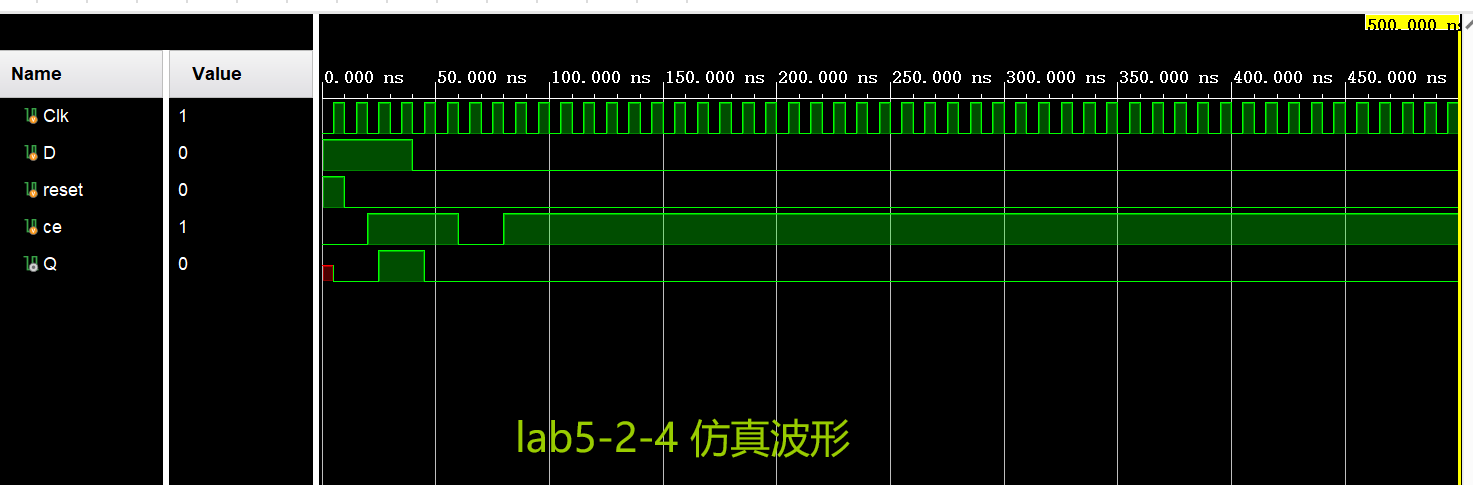 500.000 ns
Name Value
0.000 ns 50.000 ns 100.000 ns 150.000 ns 200.000 ns 250.000 ns 300.000 ns 350.000 ns 400.000 ns 450.000 ns
Clk 1
D 0
reset 0
ce 1
Q 0
lab5-2-4 仿真波形